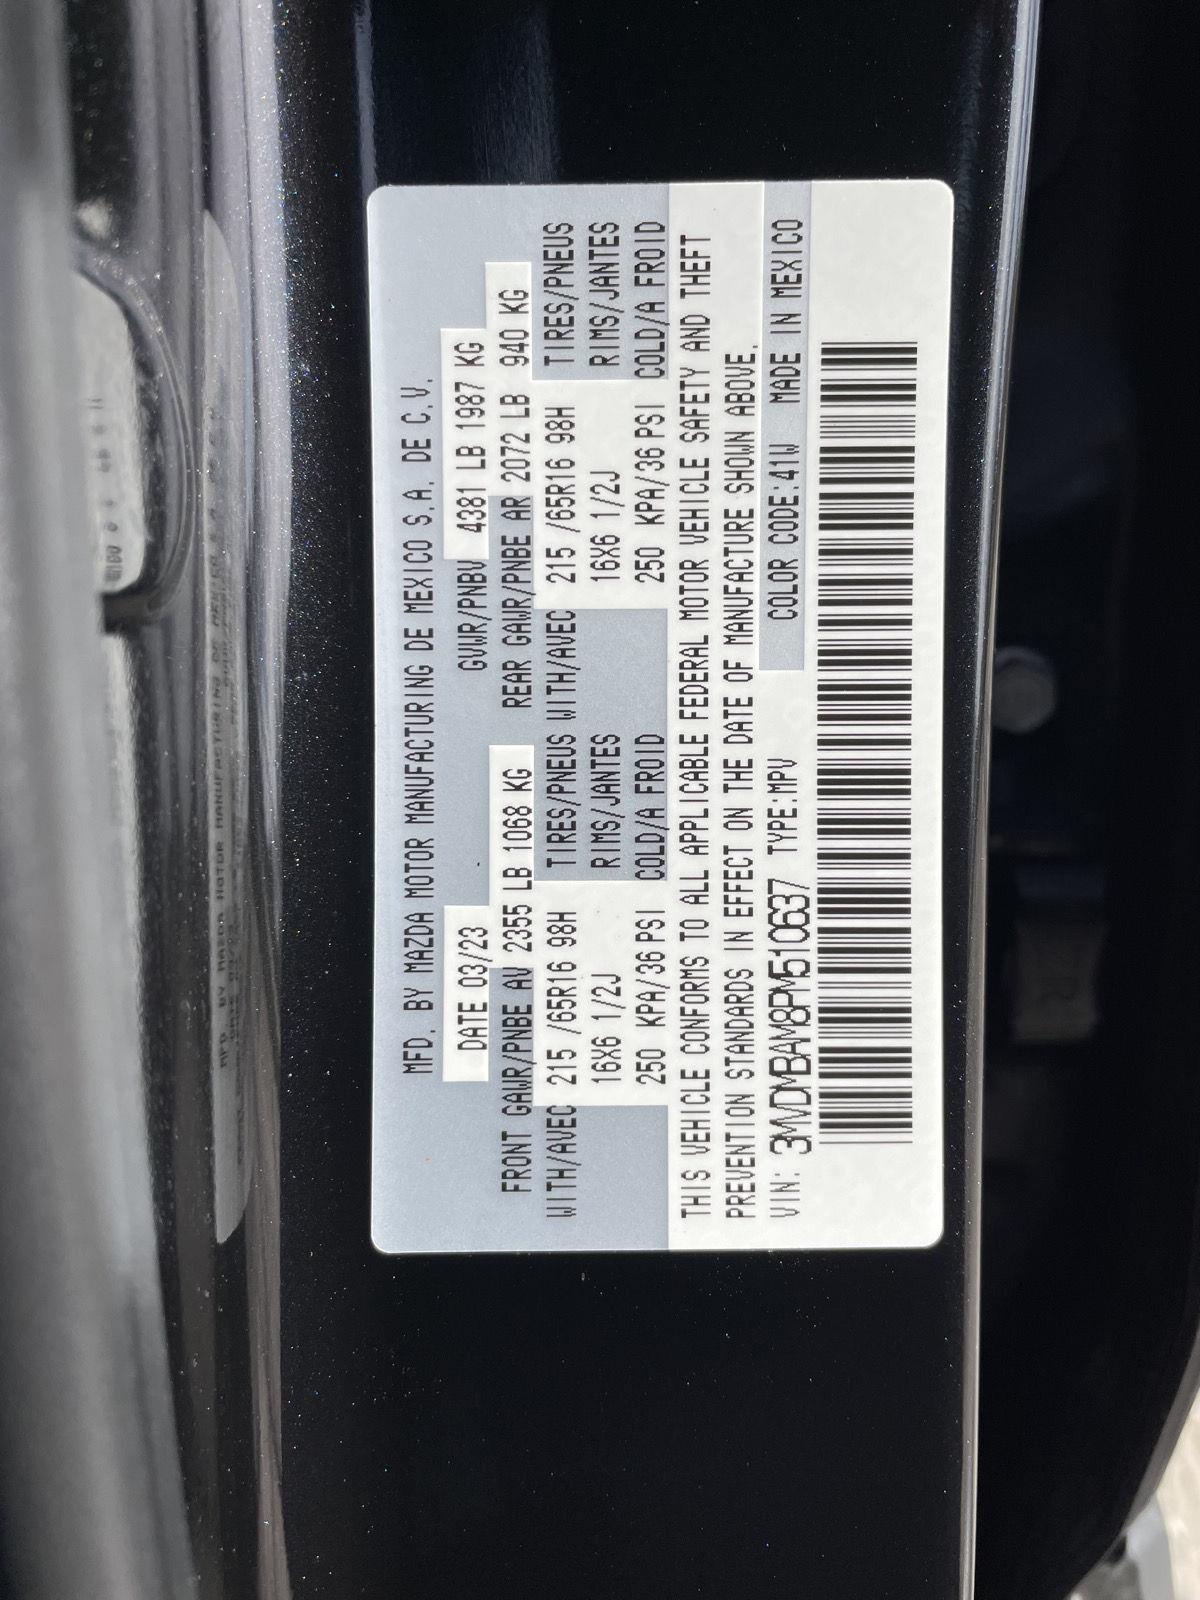 MFD. BY MAZDA MOTOR MANUFACTURING DE MEXICO S.A. DE C.V.
DATE 03/23 GVWR/PNBV 4381 LB 1987 KG
FRONT GAWR/PNBE AV 2355 LB 1068 KG REAR GAWR/PNBE AR 2072 LB 940 KG
WITH/AVEC 215 /65R16 98H TIRES/PNEUS WITH/AVEC 215 /65R16 98H TIRES/PNEUS
16X6 1/2J RIMS/JANTES 16X6 1/2J RIMS/JANTES
250 KPA/36 PSI COLD/A FROID 250 KPA/36 PSI COLD/A FROID
THIS VEHICLE CONFORMS TO ALL APPLICABLE FEDERAL MOTOR VEHICLE SAFETY AND THEFT
PREVENTION STANDARDS IN EFFECT ON THE DATE OF MANUFACTURE SHOWN ABOVE.
VIN: 3MVDMBAM8PM510637 TYPE:MPV COLOR CODE:41W MADE IN MEXICO